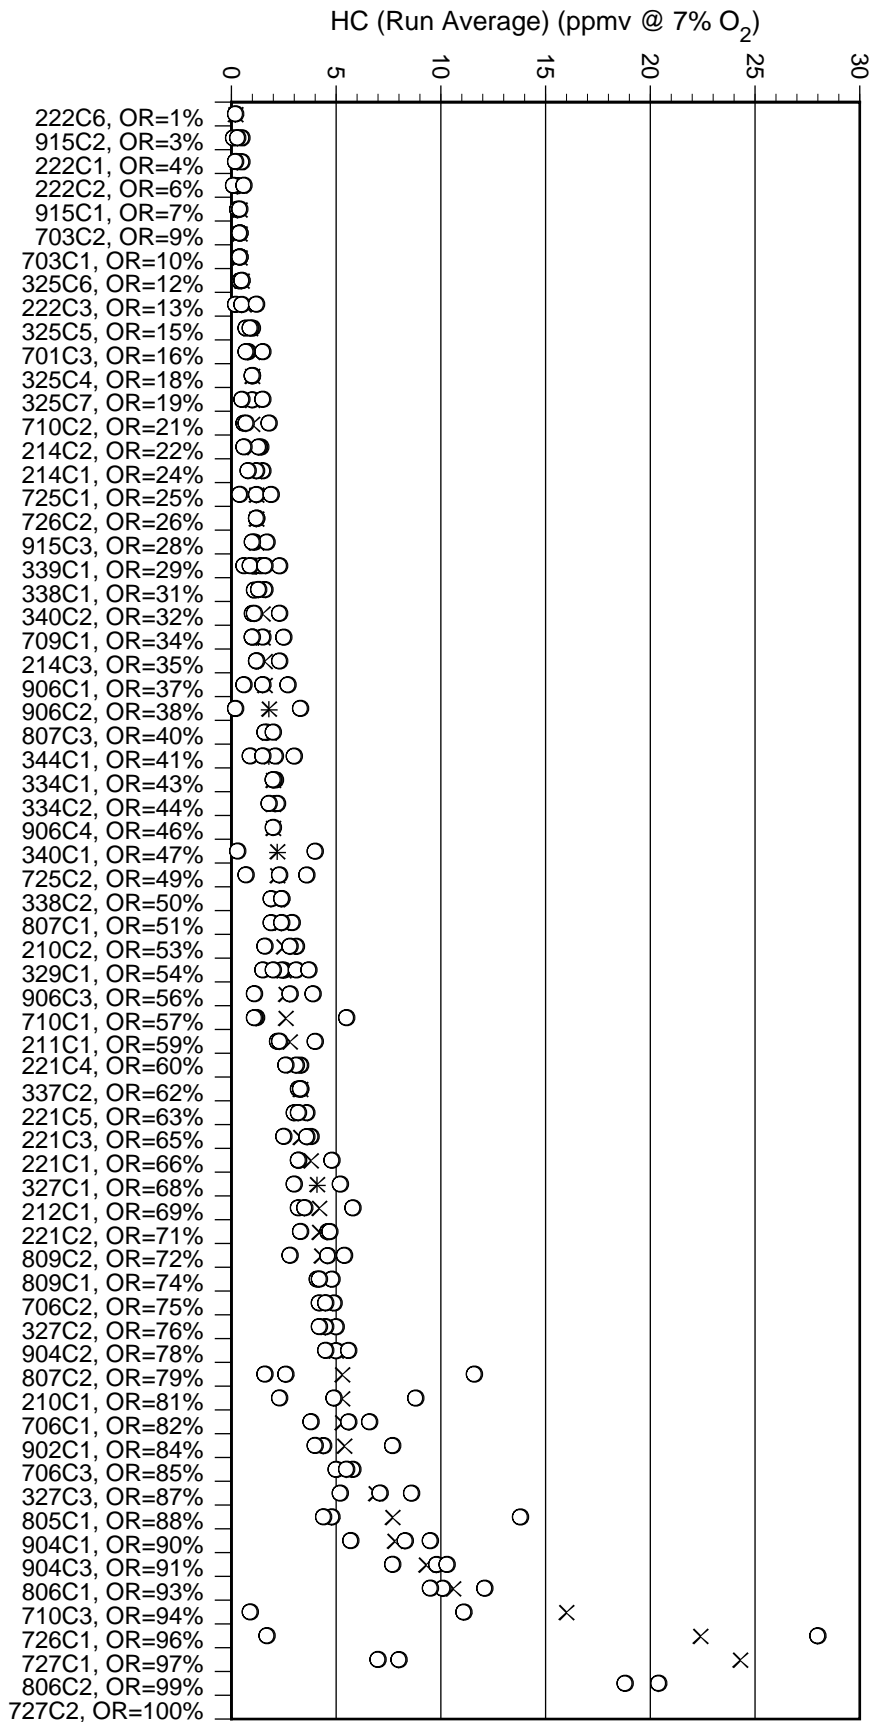 HC (Run Average) (ppmv @ 7% O2)
0 5 10 15 20 25 30
222C6, OR=1%
915C2, OR=3%
222C1, OR=4%
222C2, OR=6%
915C1, OR=7%
703C2, OR=9%
703C1, OR=10%
325C6, OR=12%
222C3, OR=13%
325C5, OR=15%
701C3, OR=16%
325C4, OR=18%
325C7, OR=19%
710C2, OR=21%
214C2, OR=22%
214C1, OR=24%
725C1, OR=25%
726C2, OR=26%
915C3, OR=28%
339C1, OR=29%
338C1, OR=31%
340C2, OR=32%
709C1, OR=34%
214C3, OR=35%
906C1, OR=37%
906C2, OR=38%
807C3, OR=40%
344C1, OR=41%
334C1, OR=43%
334C2, OR=44%
906C4, OR=46%
340C1, OR=47%
725C2, OR=49%
338C2, OR=50%
807C1, OR=51%
210C2, OR=53%
329C1, OR=54%
906C3, OR=56%
710C1, OR=57%
211C1, OR=59%
221C4, OR=60%
337C2, OR=62%
221C5, OR=63%
221C3, OR=65%
221C1, OR=66%
327C1, OR=68%
212C1, OR=69%
221C2, OR=71%
809C2, OR=72%
809C1, OR=74%
706C2, OR=75%
327C2, OR=76%
904C2, OR=78%
807C2, OR=79%
210C1, OR=81%
706C1, OR=82%
902C1, OR=84%
706C3, OR=85%
327C3, OR=87%
805C1, OR=88%
904C1, OR=90%
904C3, OR=91%
806C1, OR=93%
710C3, OR=94%
726C1, OR=96%
727C1, OR=97%
806C2, OR=99%
727C2, OR=100%